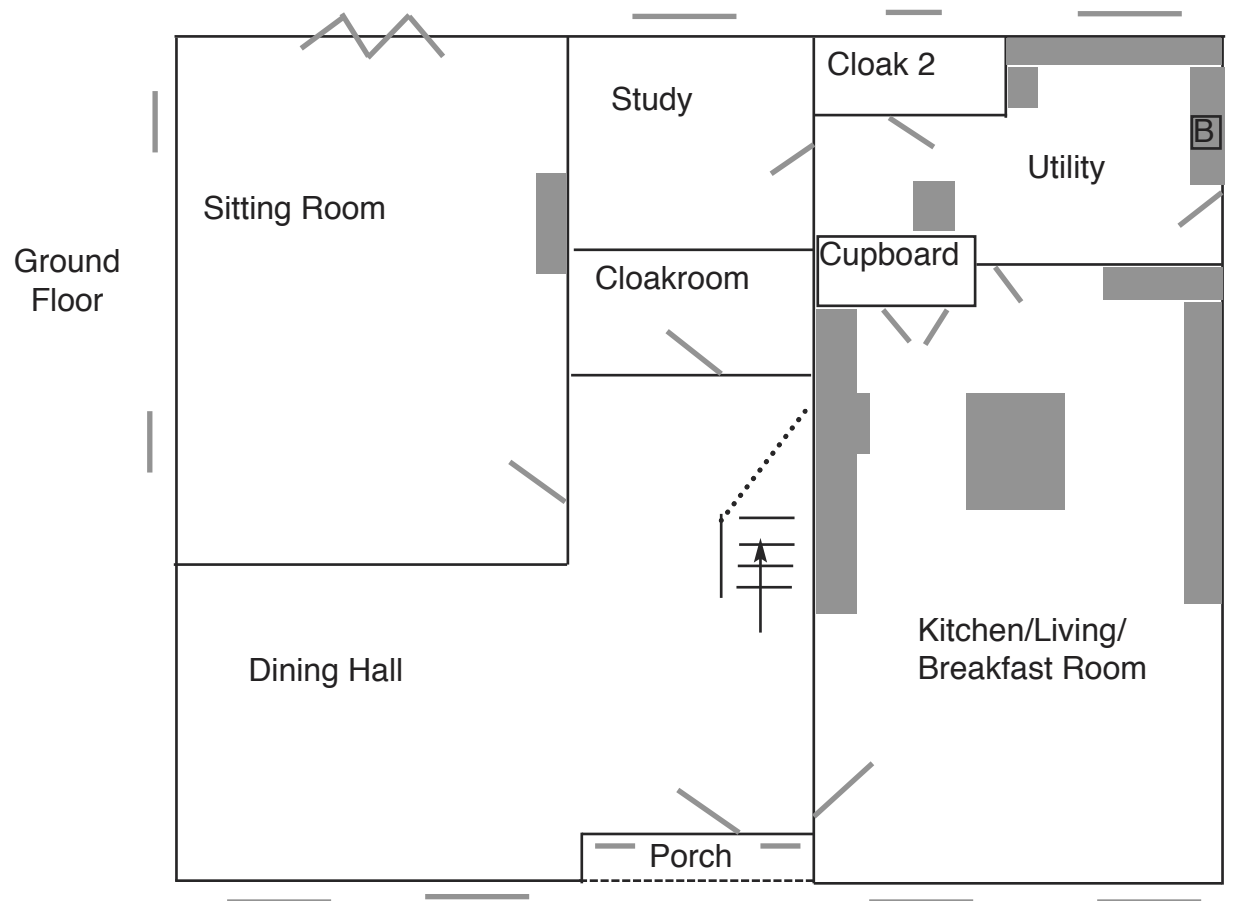 Cloak 2
Study
B
Utility
Sitting Room
Ground
Floor
Cupboard
Cloakroom
Kitchen/Living/
Breakfast Room
Dining Hall
Porch